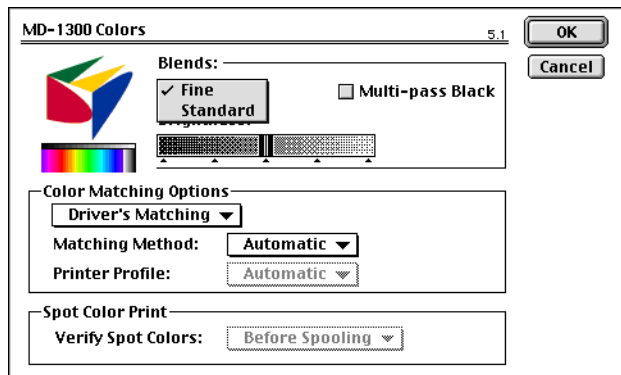 MD-1300 Colors
5.1
OK
Cancel
Blends:
✓ Fine
Standard
Multi-pass Black
Color Matching Options
Driver's Matching
Matching Method: Automatic
Printer Profile: Automatic
Spot Color Print
Verify Spot Colors: Before Spooling